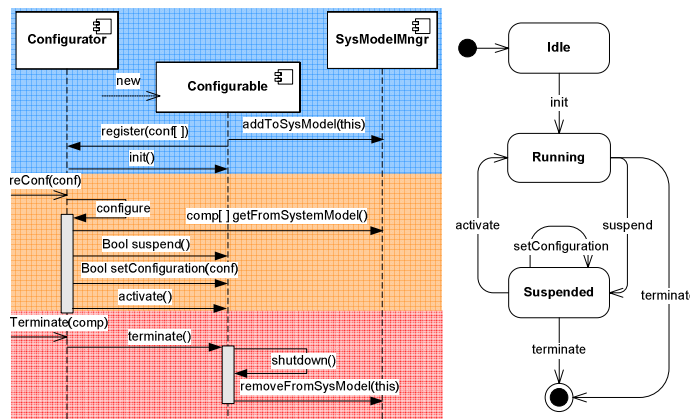 Configurator
SysModelMngr
Configurable
new
addToSysModel(this)
register(conf[ ])
init()
reConf(conf)
configure
comp[ ] getFromSystemModel()
Bool suspend()
Bool setConfiguration(conf)
activate()
Terminate(comp)
terminate()
shutdown()
removeFromSysModel(this)
Idle
init
Running
activate
suspend
setConfiguration
Suspended
terminate
terminate